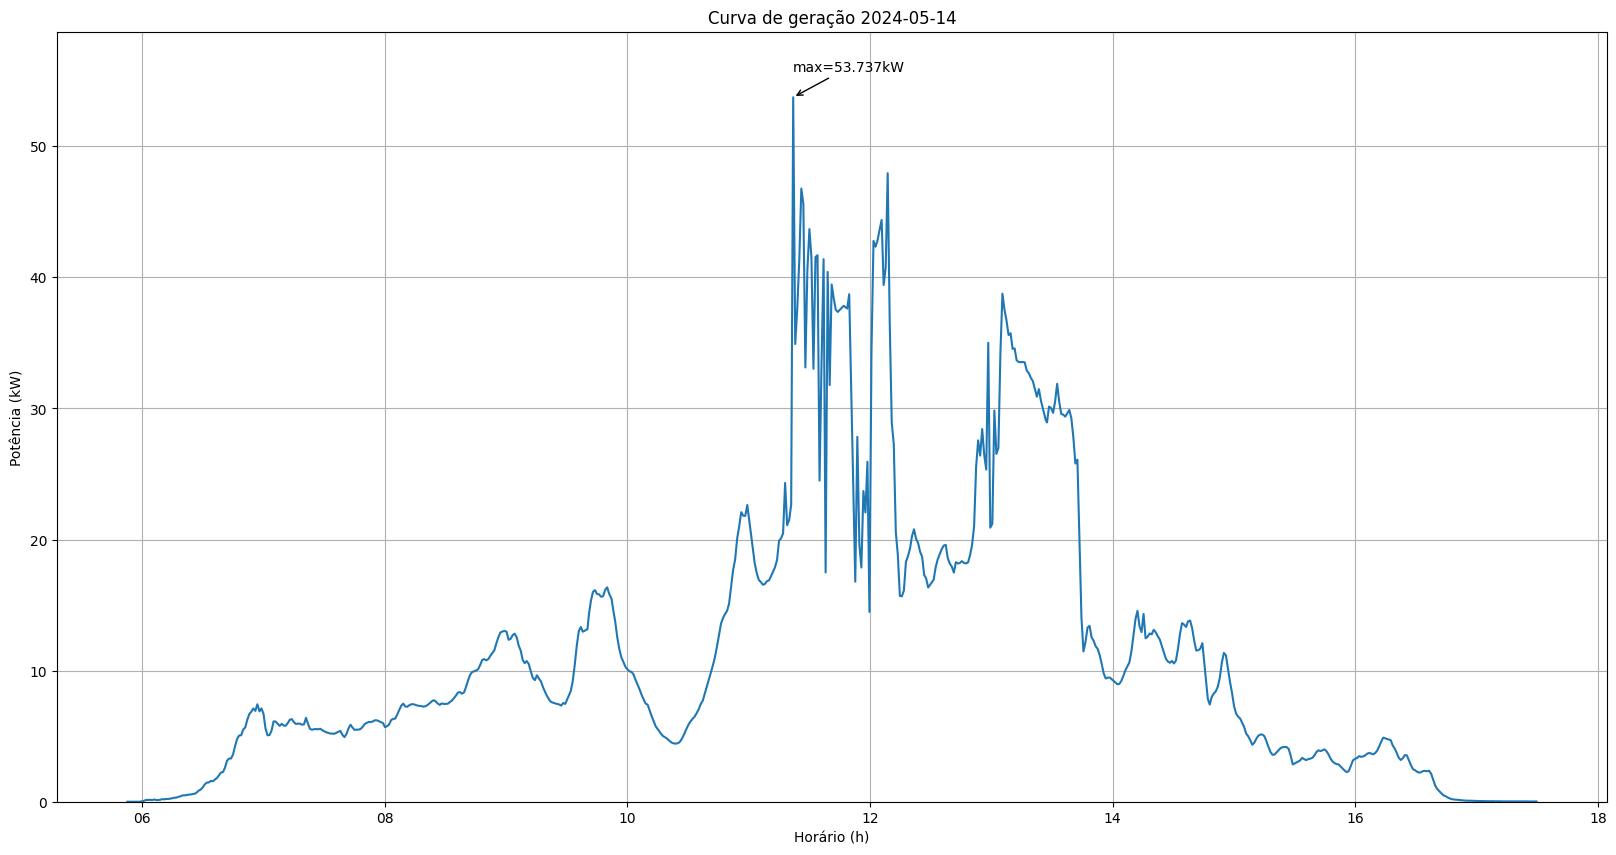 Curva de geração 2024-05-14
max=53.737kW
Potência (kW)
50
40
30
20
10
0
06 08 10 12 14 16 18
Horário (h)